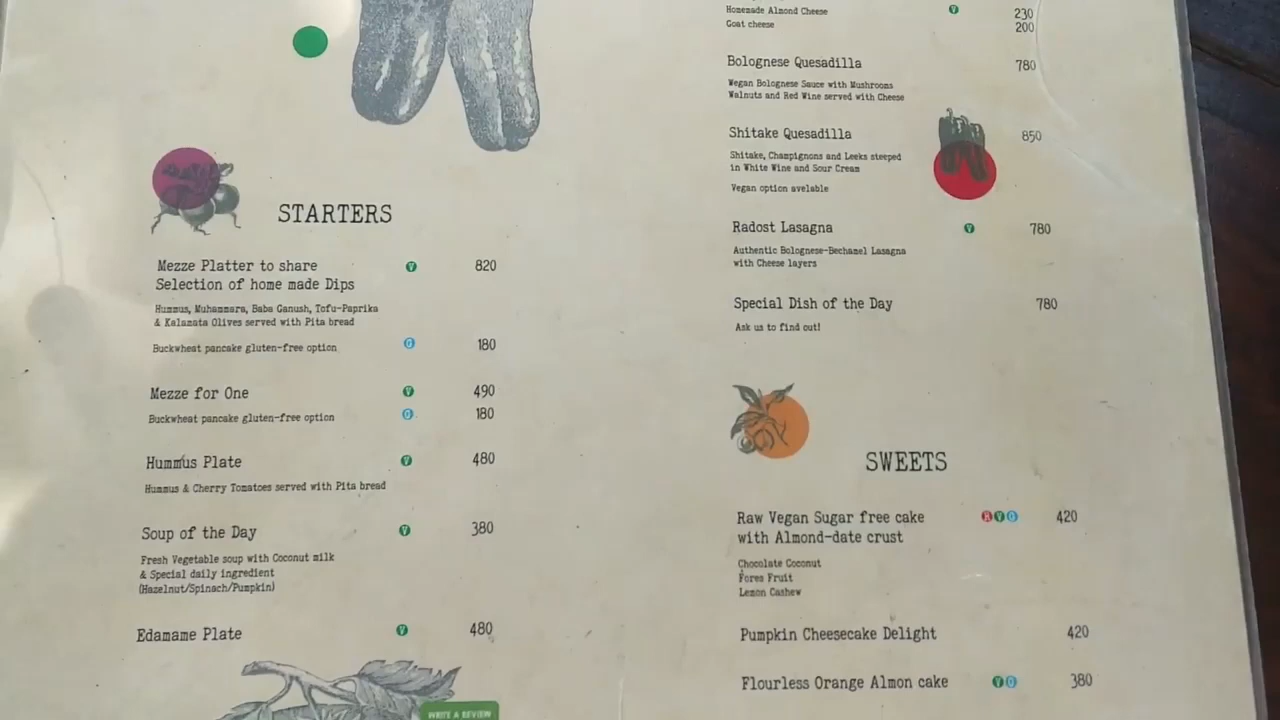 STARTERS
Mezze Platter to share V 820
Selection of home made Dips
Hummus, Muhammara, Baba Ganush, Tofu-Paprika
& Kalamata Olives served with Pita bread
Buckwheat pancake gluten-free option G 180
Mezze for One V 490
Buckwheat pancake gluten-free option G 180
Hummus Plate V 480
Hummus & Cherry Tomatoes served with Pita bread
Soup of the Day V 380
Fresh Vegetable soup with Coconut milk
& Special daily ingredient
(Hazelnut/Spinach/Pumpkin)
Edamame Plate V 480
WRITE A REVIEW
Homemade Almond Cheese V 230
Goat cheese 200
Bolognese Quesadilla 780
Vegan Bolognese Sauce with Mushrooms
Walnuts and Red Wine served with Cheese
Shitake Quesadilla 850
Shitake, Champignons and Leeks steeped
in White Wine and Sour Cream
Vegan option avelable
Radost Lasagna V 780
Authentic Bolognese-Bechamel Lasagna
with Cheese layers
Special Dish of the Day 780
Ask us to find out!
SWEETS
Raw Vegan Sugar free cake R V G 420
with Almond-date crust
Chocolate Coconut
Fores Fruit
Lemon Cashew
Pumpkin Cheesecake Delight 420
Flourless Orange Almon cake V G 380